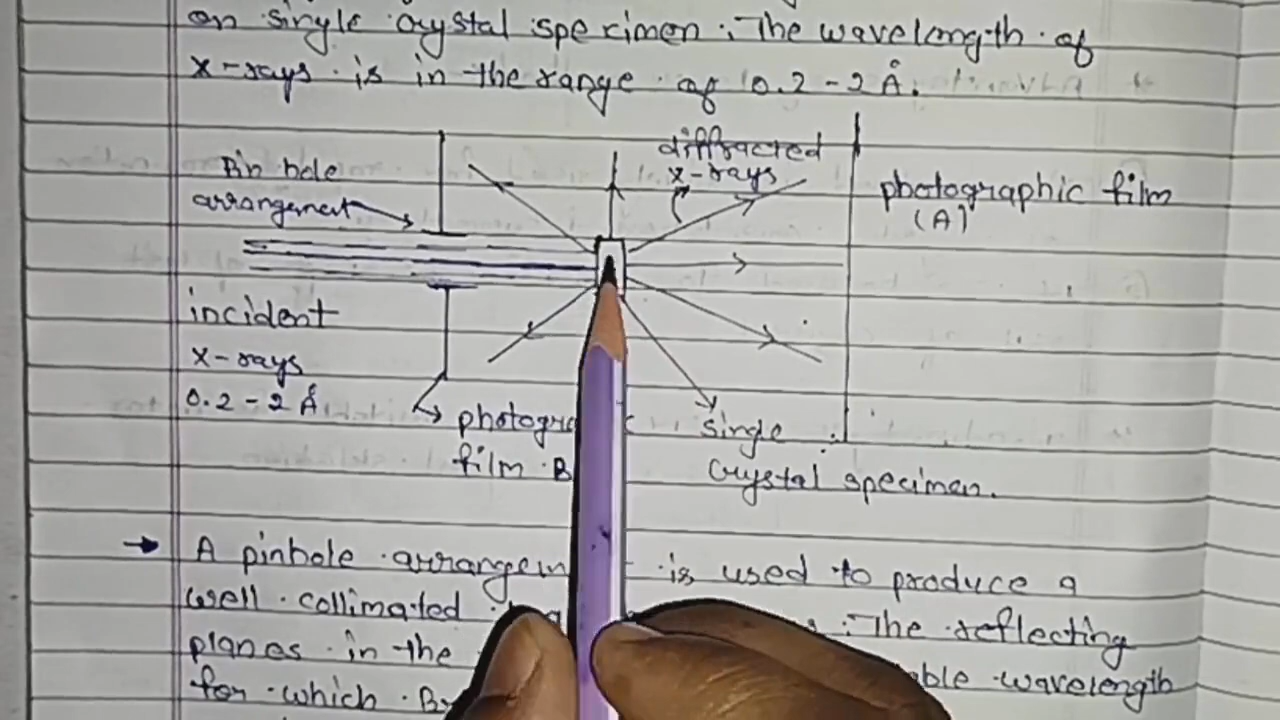 on single crystal specimen. The wavelength of
x-rays is in the range of 0.2 - 2 Å.
Pin hole
arrangement
diffracted
x-rays
photographic film
(A)
incident
x-rays
0.2 - 2 Å
film B
single
crystal specimen.
→ A pinhole is used to produce a
well collimated : The reflecting
planes in the wavelength
for which